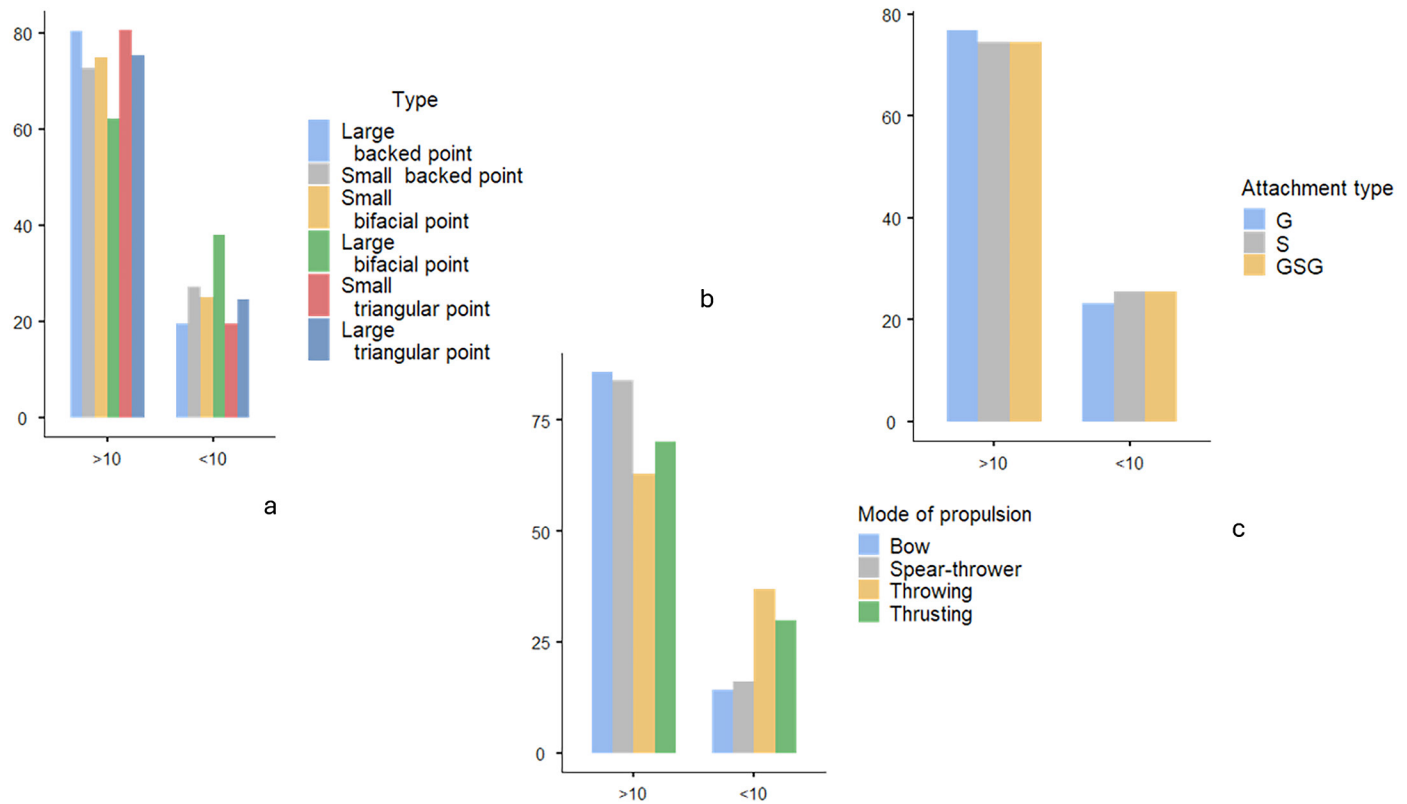 80
60
40
20
0
>10
<10
Type
Large
backed point
Small backed point
Small
bifacial point
Large
bifacial point
Small
triangular point
Large
triangular point
a
b
75
50
25
0
>10
<10
Mode of propulsion
Bow
Spear-thrower
Throwing
Thrusting
80
60
40
20
0
>10
<10
Attachment type
G
S
GSG
c